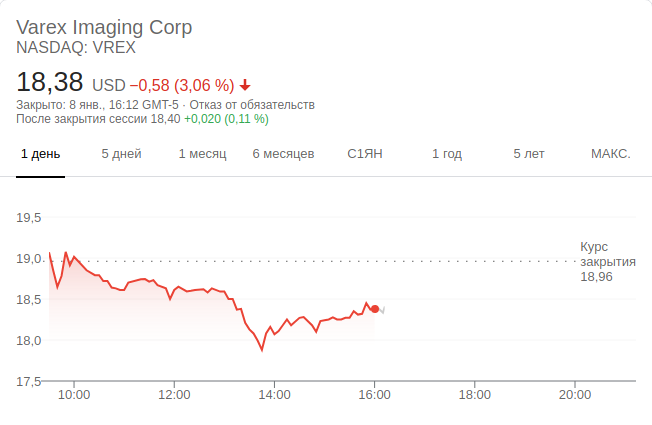 Varex Imaging Corp
NASDAQ: VREX
18,38 USD −0,58 (3,06 %)
Закрыто: 8 янв., 16:12 GMT-5 · Отказ от обязательств
После закрытия сессии 18,40 +0,020 (0,11 %)
1 день 5 дней 1 месяц 6 месяцев С1ЯН 1 год 5 лет МАКС.
19,5
Курс
19,0 закрытия
18,96
18,5
18,0
17,5
10:00 12:00 14:00 16:00 18:00 20:00